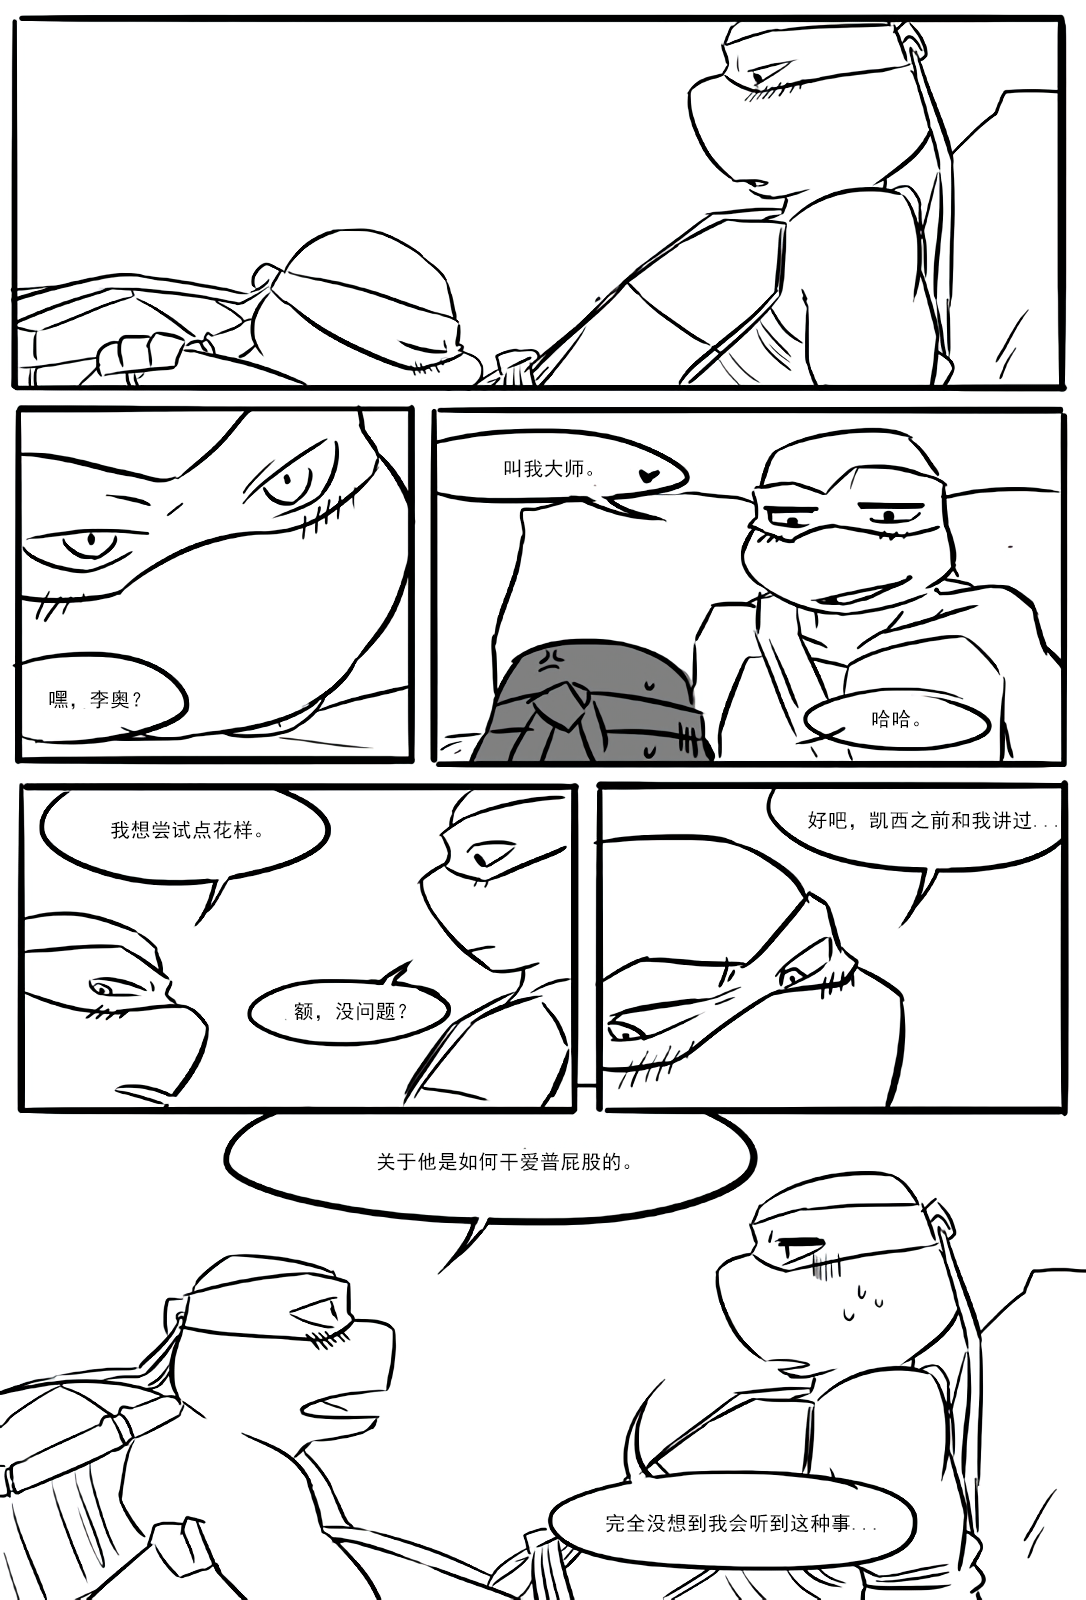 嘿，李奥？
叫我大师。
哈哈。
我想尝试点花样。
额，没问题？
好吧，凯西之前和我讲过...
关于他是如何干爱普屁股的。
完全没想到我会听到这种事...